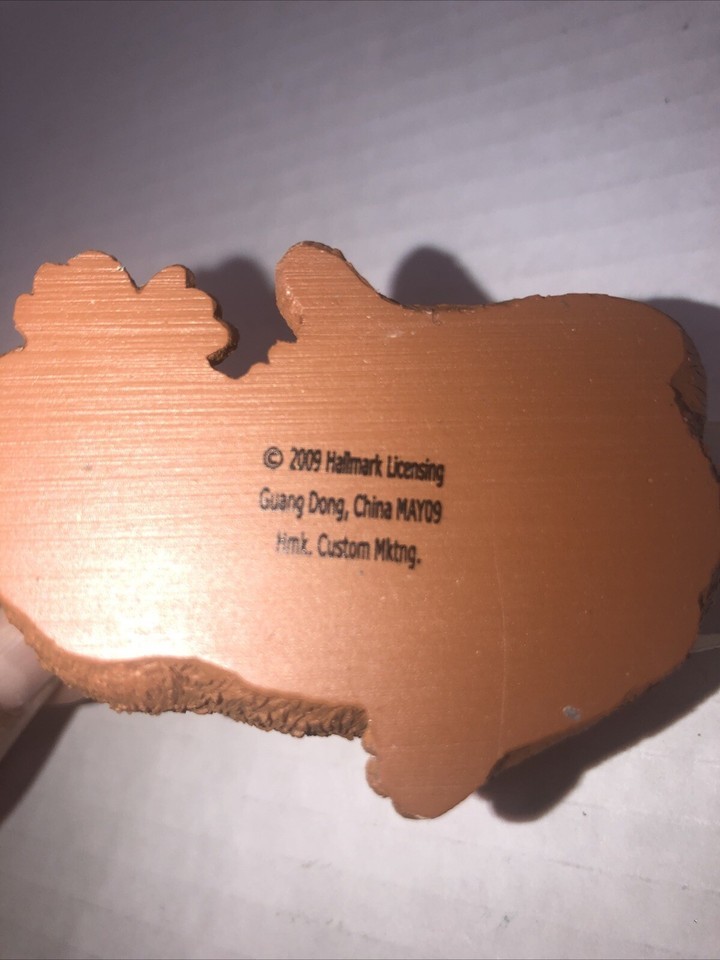 © 2009 Hallmark Licensing
Guang Dong, China MAY09
Hmk. Custom Mktng.